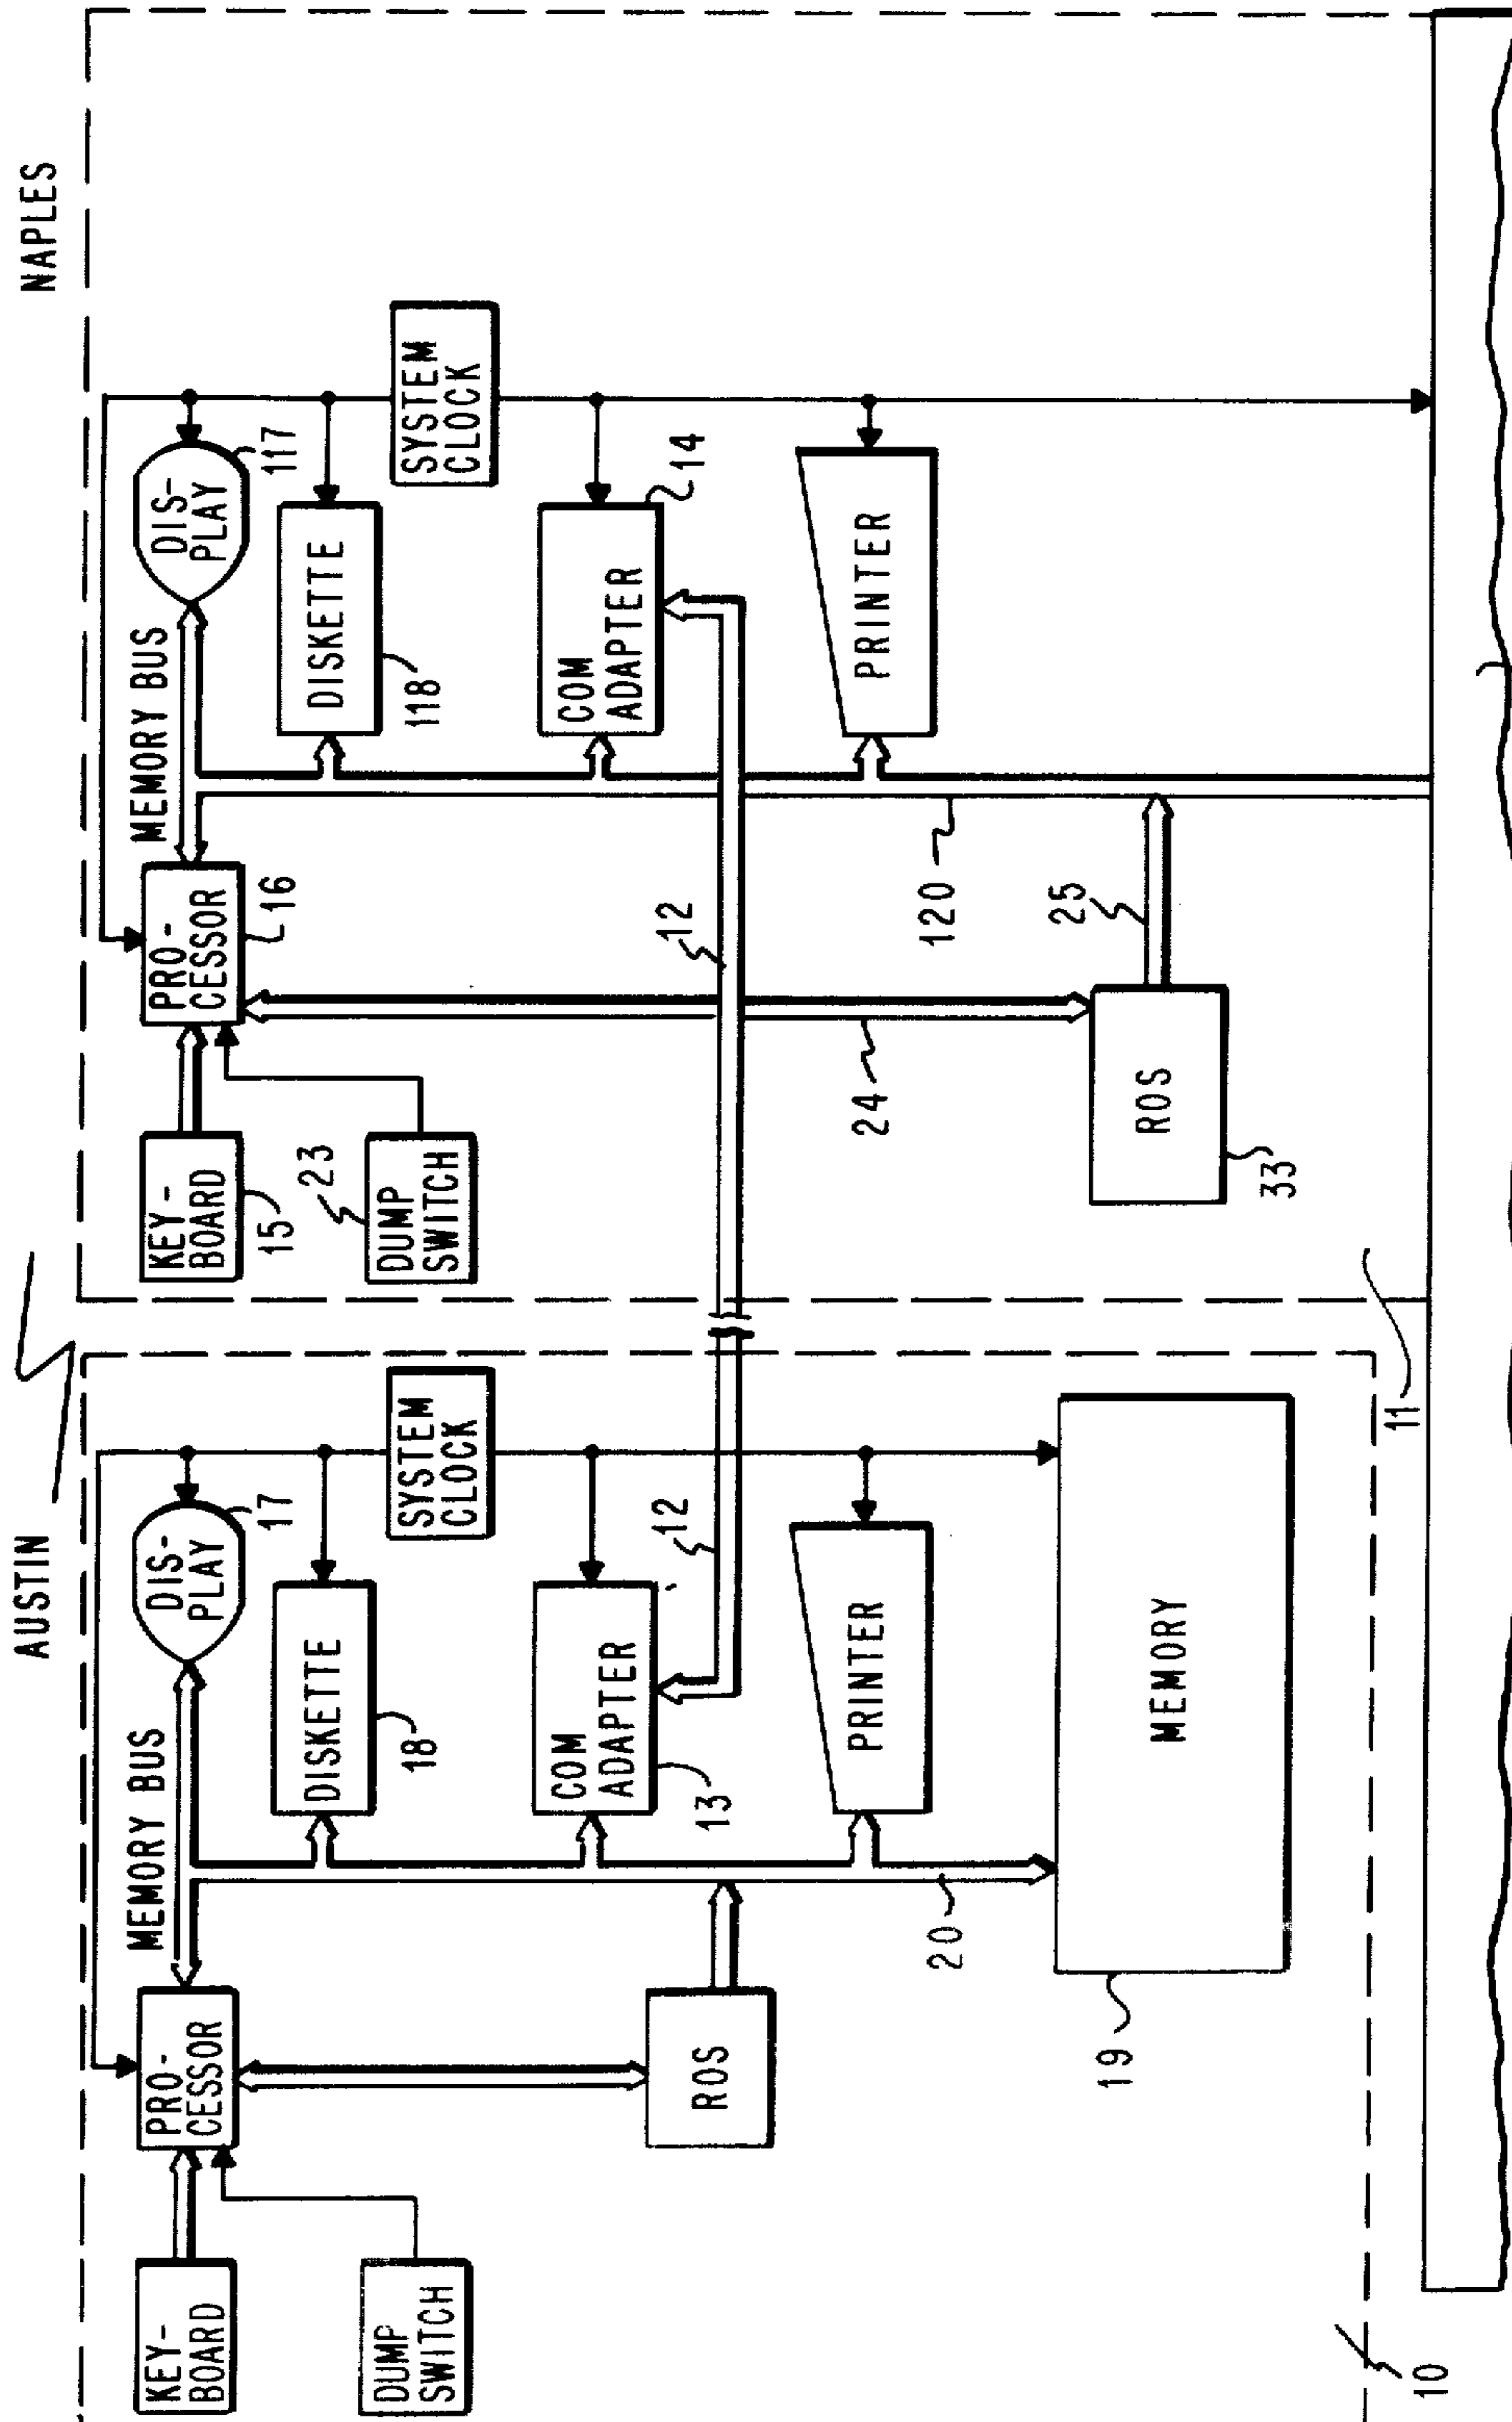 AUSTIN
KEY-
BOARD
PRO-
CESSOR
MEMORY BUS
DIS-
PLAY
17
DUMP
SWITCH
DISKETTE
18
SYSTEM
CLOCK
COM
ADAPTER
13
12
ROS
PRINTER
20
MEMORY
19
10
NAPLES
KEY-
BOARD
15
PRO-
CESSOR
16
MEMORY BUS
DIS-
PLAY
117
23
DUMP
SWITCH
DISKETTE
118
SYSTEM
CLOCK
COM
ADAPTER
14
12
PRINTER
24
120
25
ROS
33
11